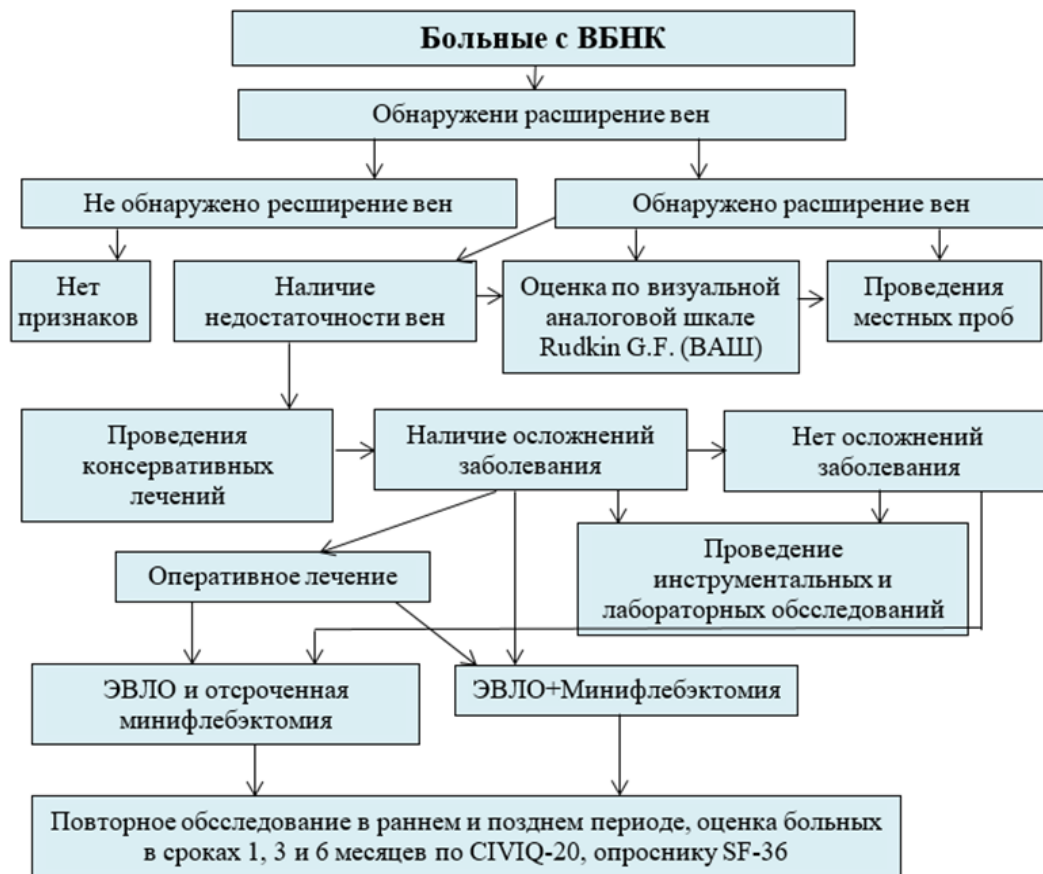 Больные с ВБНК
Обнаружени расширение вен
Не обнаружено ресширение вен
Обнаружено расширение вен
Нет
признаков
Наличие
недостаточности вен
Оценка по визуальной
аналоговой шкале
Rudkin G.F. (ВАШ)
Проведения
местных проб
Проведения
консервативных
лечений
Наличие осложнений
заболевания
Нет осложнений
заболевания
Оперативное лечение
Проведение
инструментальных и
лабораторных обсследований
ЭВЛО и отсроченная
минифлебэктомия
ЭВЛО+Минифлебэктомия
Повторное обсследование в раннем и позднем периоде, оценка больных
в сроках 1, 3 и 6 месяцев по CIVIQ-20, опроснику SF-36